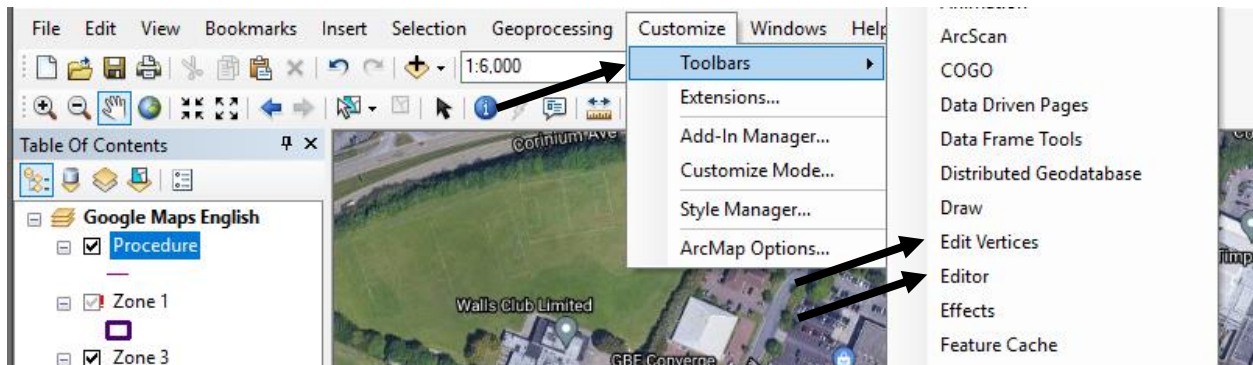 File Edit View Bookmarks Insert Selection Geoprocessing Customize Windows Help
1:6,000
Table Of Contents
Google Maps English
Procedure
Zone 1
Zone 3
Toolbars
Extensions...
Add-In Manager...
Customize Mode...
Style Manager...
ArcMap Options...
Animation
ArcScan
COGO
Data Driven Pages
Data Frame Tools
Distributed Geodatabase
Draw
Edit Vertices
Editor
Effects
Feature Cache
Corinium Ave
Walls Club Limited
GBE Converge